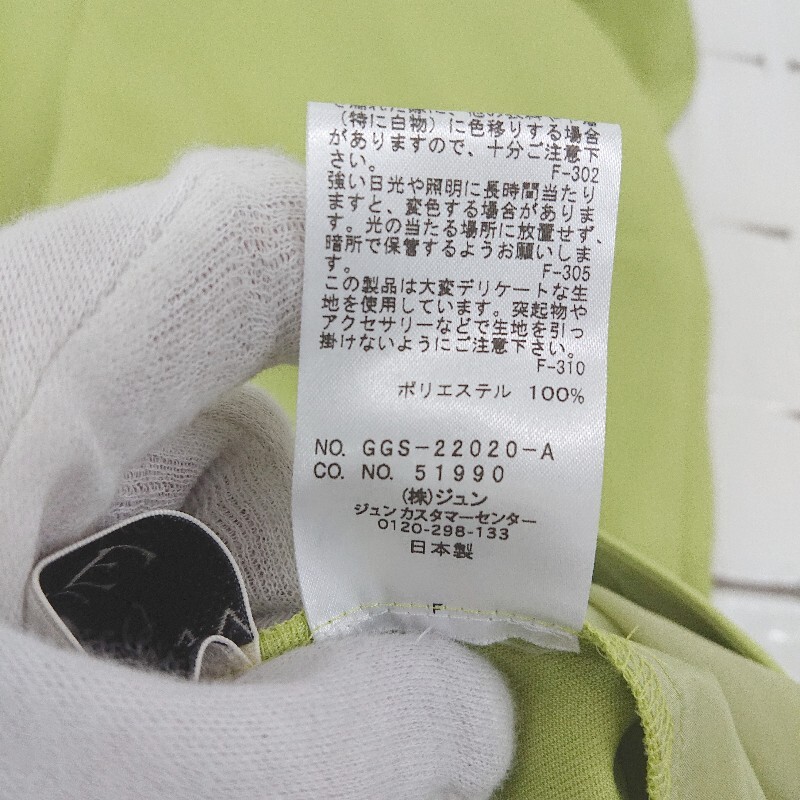 (特に白物)に色移りする場合
がありますので、十分ご注意下
さい。
F-302
強い日光や照明に長時間当たり
ますと、変色する場合がありま
す。光の当たる場所に放置せず、
暗所で保管するようお願いしま
す。
F-305
この製品は大変デリケートな生
地を使用しています。突起物や
アクセサリーなどで生地を引っ
掛けないようにご注意下さい。
F-310
ポリエステル 100%
NO. GGS-22020-A
CO. NO. 51990
(株)ジュン
ジュン カスタマーセンター
0120-298-133
日本製
F